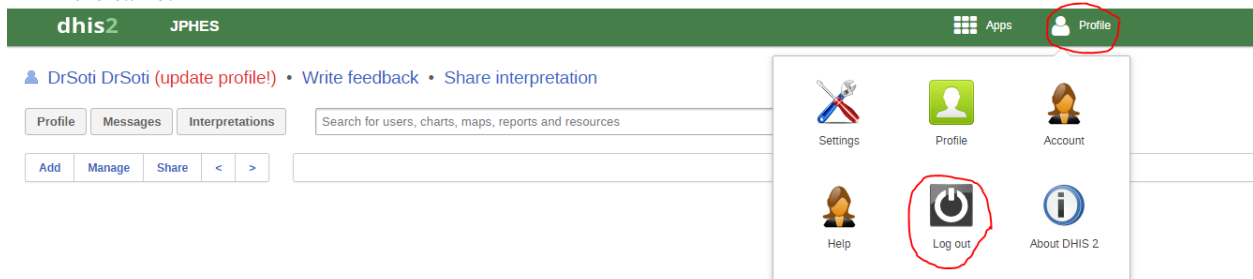 dhis2 JPHES Apps Profile
DrSoti DrSoti (update profile!) • Write feedback • Share interpretation
Profile Messages Interpretations Search for users, charts, maps, reports and resources
Settings Profile Account
Add Manage Share < >
Help Log out About DHIS 2